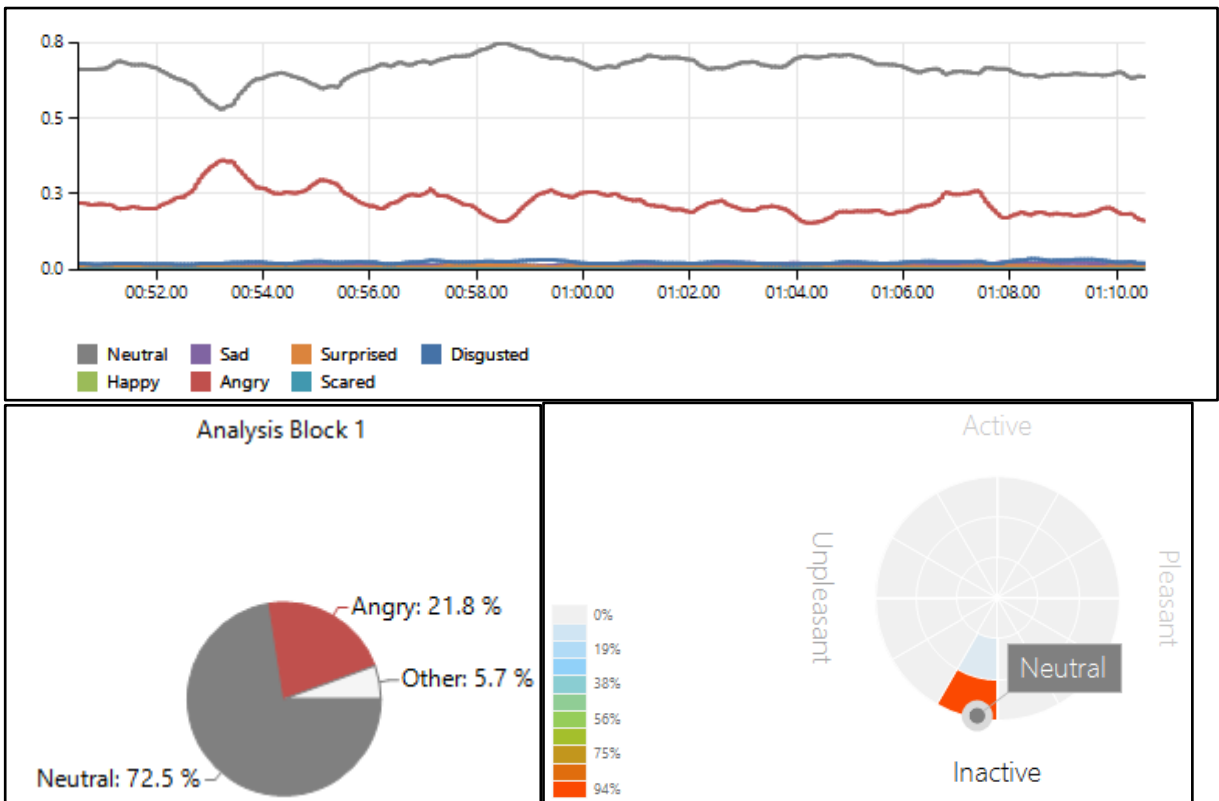 0.8
0.5
0.3
0.0
00:52.00 00:54.00 00:56.00 00:58.00 01:00.00 01:02.00 01:04.00 01:06.00 01:08.00 01:10.00
Neutral Sad Surprised Disgusted
Happy Angry Scared
Analysis Block 1
Angry: 21.8 %
Other: 5.7 %
Neutral: 72.5 %
Active
Unpleasant
Pleasant
0%
19%
38%
56%
75%
94%
Neutral
Inactive